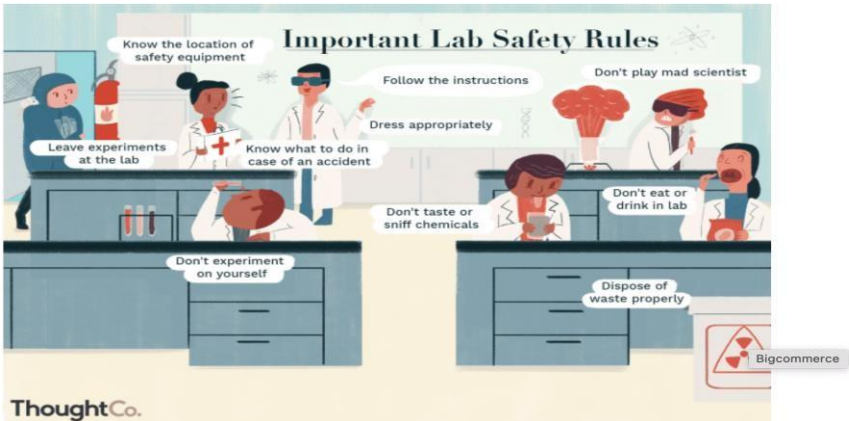 Important Lab Safety Rules
Know the location of
safety equipment
Follow the instructions
Don't play mad scientist
Dress appropriately
Leave experiments
at the lab
Know what to do in
case of an accident
Don't taste or
sniff chemicals
Don't eat or
drink in lab
Don't experiment
on yourself
Dispose of
waste properly
Bigcommerce
ThoughtCo.